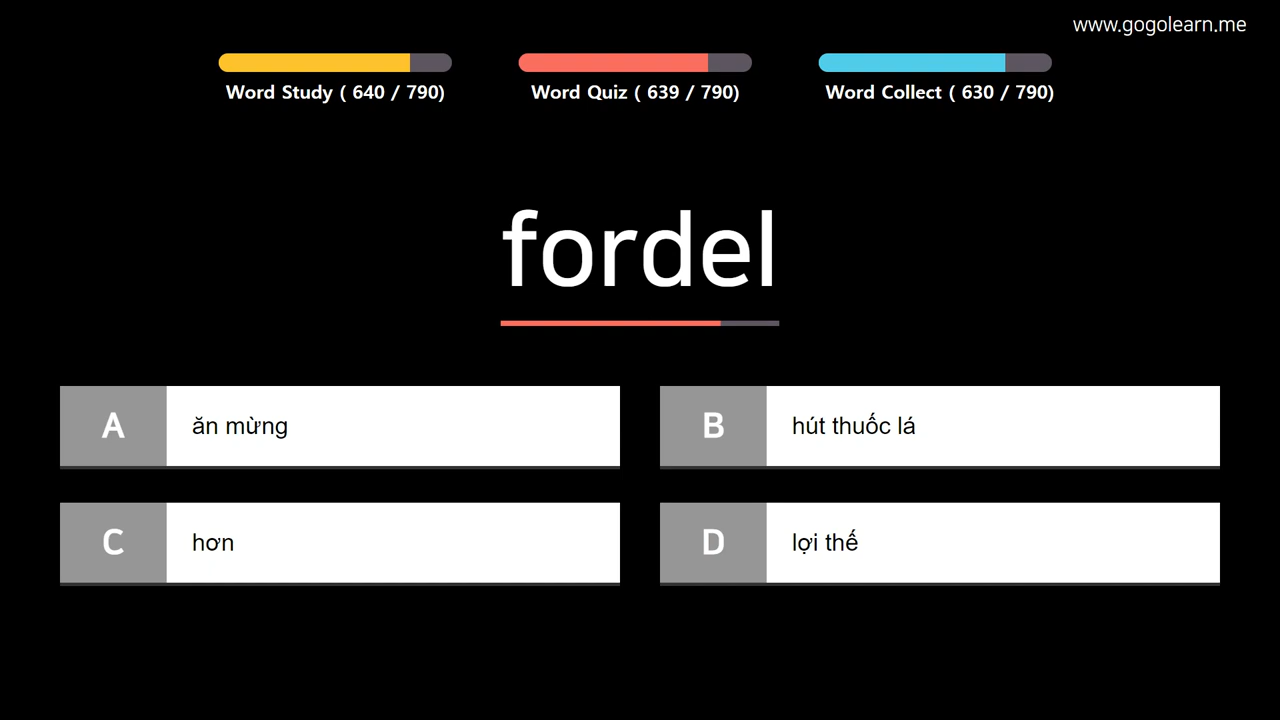 www.gogolearn.me
Word Study ( 640 / 790)
Word Quiz ( 639 / 790)
Word Collect ( 630 / 790)
fordel
A
ăn mừng
B
hút thuốc lá
C
hơn
D
lợi thế